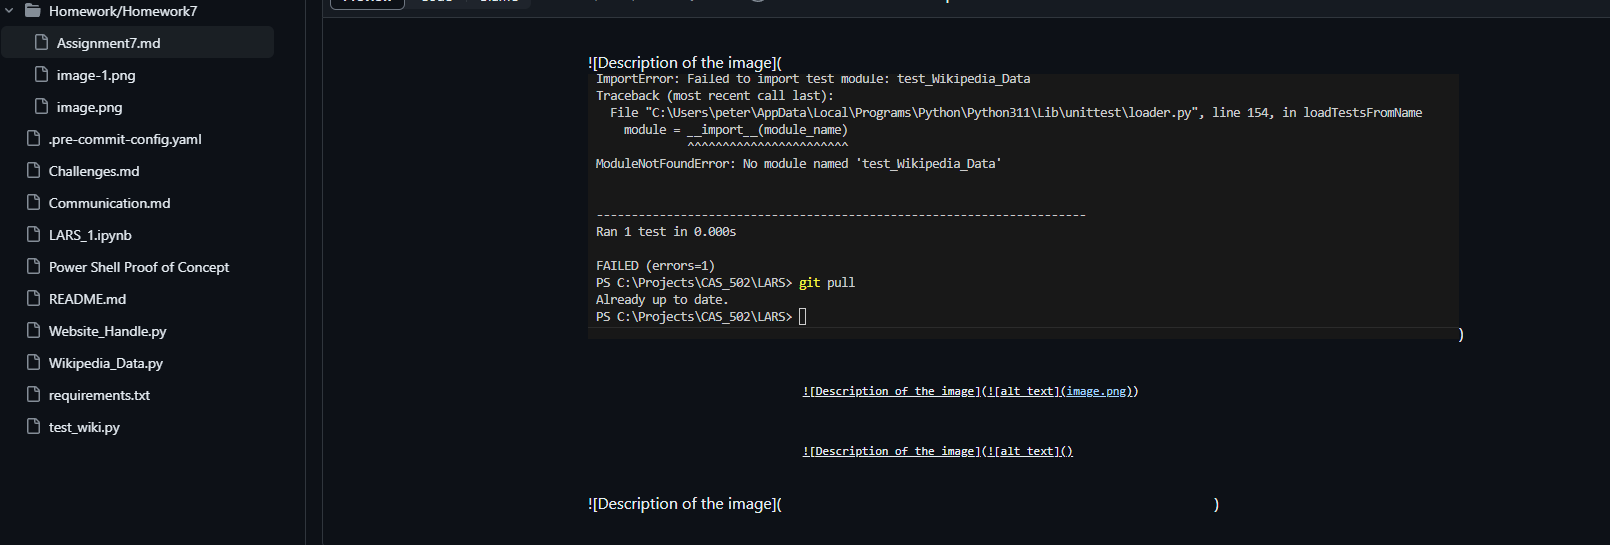 Homework/Homework7
Assignment7.md
image-1.png
image.png
.pre-commit-config.yaml
Challenges.md
Communication.md
LARS_1.ipynb
Power Shell Proof of Concept
README.md
Website_Handle.py
Wikipedia_Data.py
requirements.txt
test_wiki.py
![Description of the image](
ImportError: Failed to import test module: test_Wikipedia_Data
Traceback (most recent call last):
  File "C:\Users\peter\AppData\Local\Programs\Python\Python311\Lib\unittest\loader.py", line 154, in loadTestsFromName
    module = __import__(module_name)
             ^^^^^^^^^^^^^^^^^^^^^^^
ModuleNotFoundError: No module named 'test_Wikipedia_Data'
----------------------------------------------------------------------
Ran 1 test in 0.000s
FAILED (errors=1)
PS C:\Projects\CAS_502\LARS> git pull
Already up to date.
PS C:\Projects\CAS_502\LARS>
)
![Description of the image](![alt text](image.png))
![Description of the image](![alt text]()
![Description of the image]( )